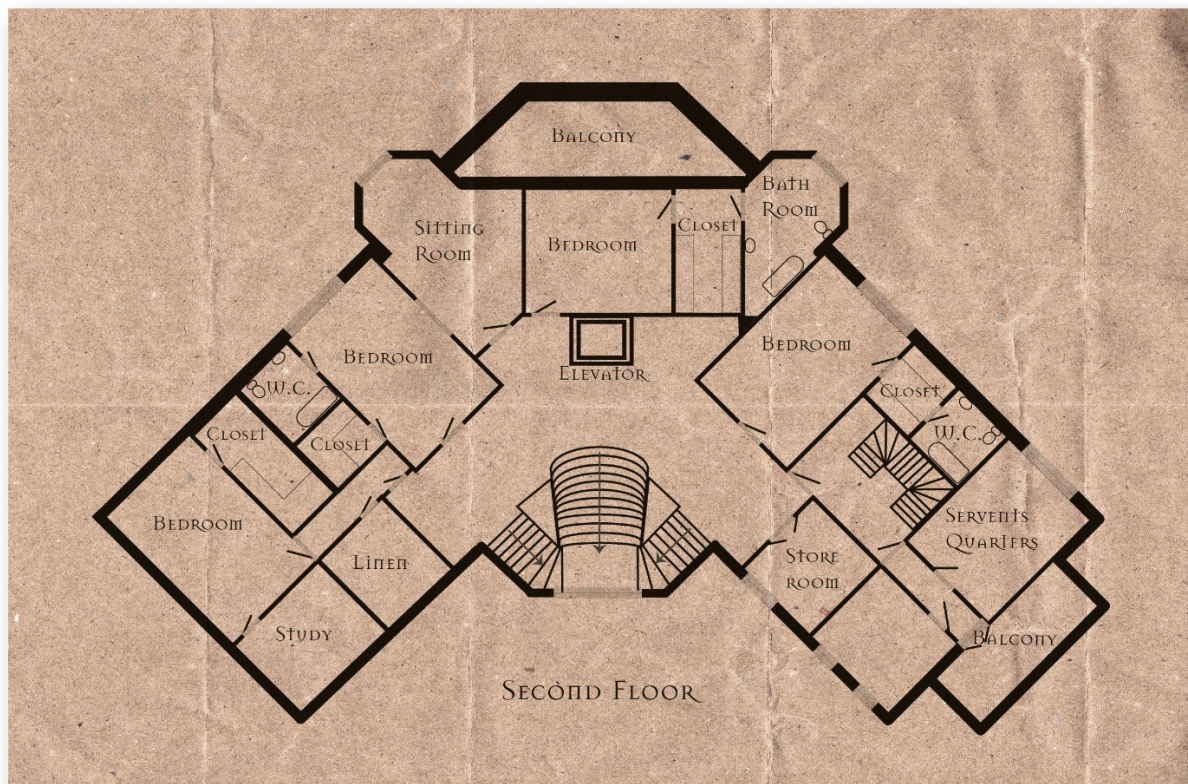 Balcony
Bath
Room
Sitting
Room
Closet
Bedroom
Bedroom
Bedroom
Elevator
W.C.
Closet
Closet
Closet
W.C.
Bedroom
Servents
Quarters
Linen
Store
room
Study
Balcony
Secònd Floor